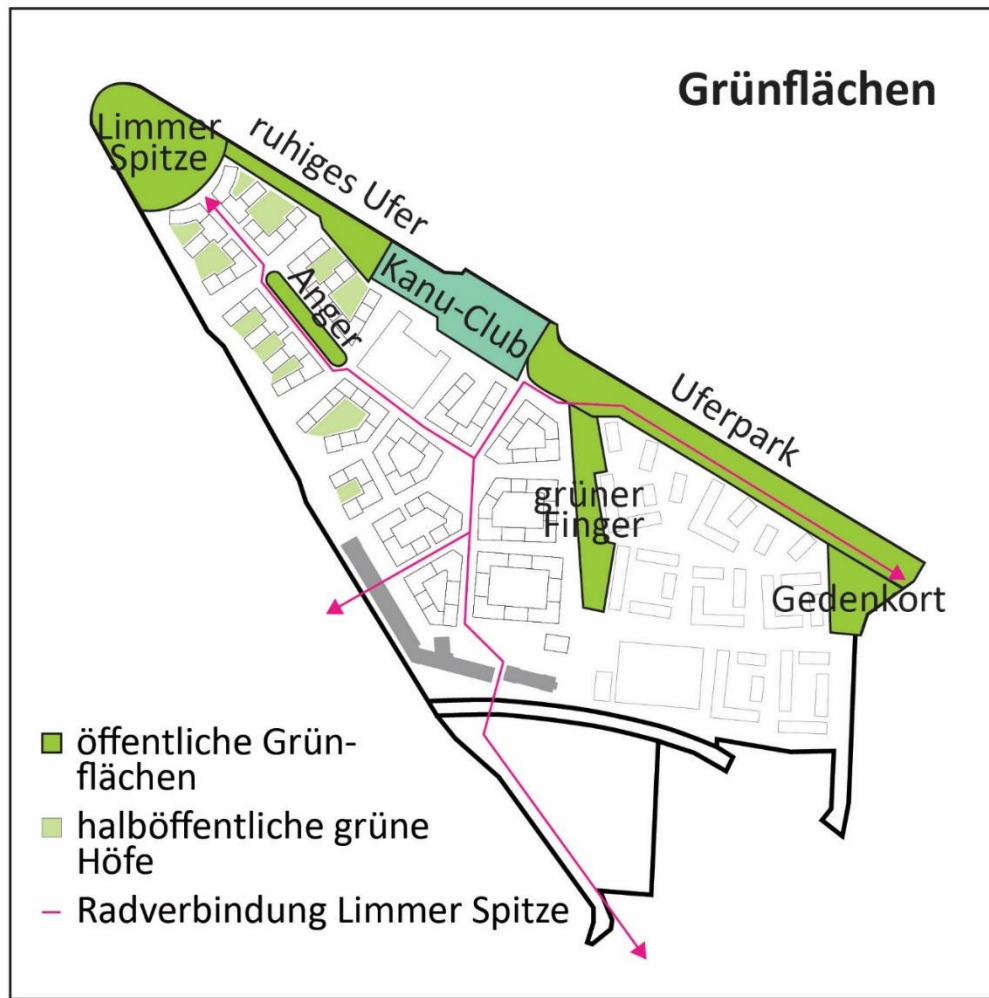 Grünflächen
Limmer
Spitze
ruhiges Ufer
Kanu-Club
Anger
Uferpark
grüner
Finger
Gedenkort
öffentliche Grün-
flächen
halböffentliche grüne
Höfe
Radverbindung Limmer Spitze